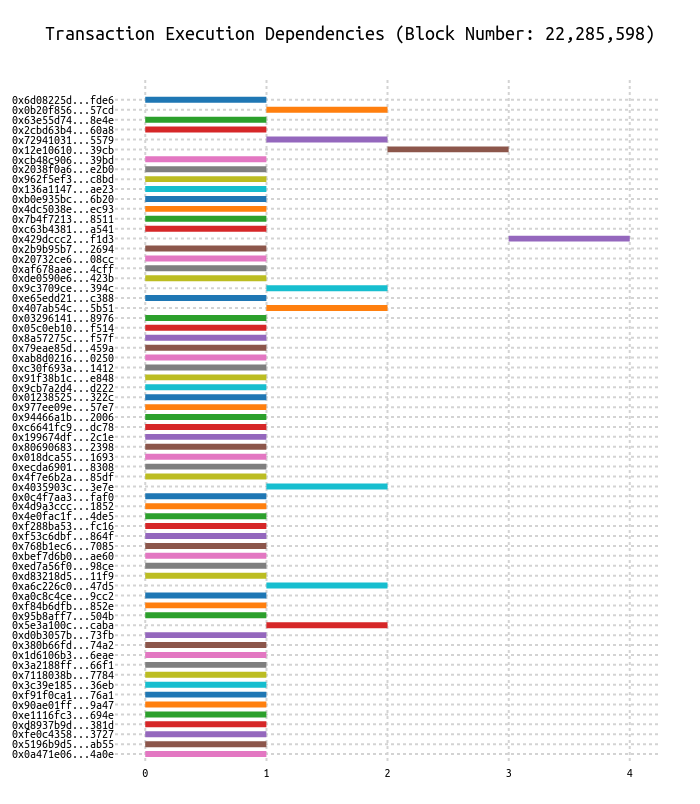 Transaction Execution Dependencies (Block Number: 22,285,598)
0x6d08225d...fde6
0x0b20f856...57cd
0x63e55d74...8e4e
0x2cbd63b4...60a8
0x72941031...5579
0x12e10610...39cb
0xcb48c906...39bd
0x2038f0a6...e2b0
0x962f5ef3...c8bd
0x136a1147...ae23
0xb0e935bc...6b20
0x4dc5038e...ec93
0x7b4f7213...8511
0xc63b4381...a541
0x429dccc2...f1d3
0x2b9b95b7...2694
0x20732ce6...08cc
0xaf678aae...4cff
0xde0590e6...423b
0x9c3709ce...394c
0xe65edd21...c388
0x407ab54c...5b51
0x03296141...8976
0x05c0eb10...f514
0x8a57275c...f57f
0x79eae85d...459a
0xab8d0216...0250
0xc30f693a...1412
0x91f38b1c...e848
0x9cb7a2d4...d222
0x01238525...322c
0x977ee09e...57e7
0x94466a1b...2006
0xc6641fc9...dc78
0x199674df...2c1e
0x80690683...2398
0x018dca55...1693
0xecda6901...8308
0x4f7e6b2a...85df
0x4035903c...3e7e
0x0c4f7aa3...faf0
0x4d9a3ccc...1852
0x4e0fac1f...4de5
0xf288ba53...fc16
0xf53c6dbf...864f
0x768b1ec6...7085
0xbef7d6b0...ae60
0xed7a56f0...98ce
0xd83218d5...11f9
0xa6c226c0...47d5
0xa0c8c4ce...9cc2
0xf84b6dfb...852e
0x95b8aff7...504b
0x5e3a100c...caba
0xd0b3057b...73fb
0x380b66fd...74a2
0x1d6106b3...6eae
0x3a2188ff...66f1
0x7118038b...7784
0x3c39e185...36eb
0xf91f0ca1...76a1
0x90ae01ff...9a47
0xe1116fc3...694e
0xd8937b9d...381d
0xfe0c4358...3727
0x5196b9d5...ab55
0x0a471e06...4a0e
0 1 2 3 4